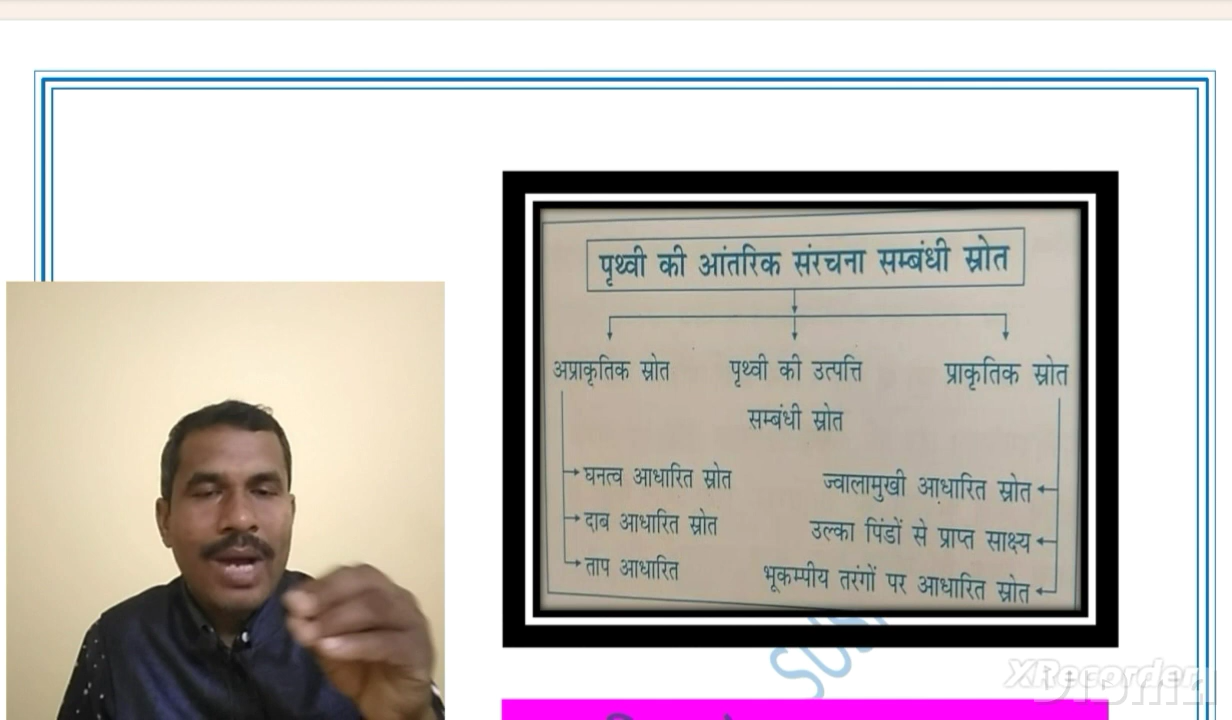 पृथ्वी की आंतरिक संरचना सम्बंधी स्रोत
अप्राकृतिक स्रोत
पृथ्वी की उत्पत्ति
सम्बंधी स्रोत
प्राकृतिक स्रोत
घनत्व आधारित स्रोत
दाब आधारित स्रोत
ताप आधारित
ज्वालामुखी आधारित स्रोत
उल्का पिंडों से प्राप्त साक्ष्य
भूकम्पीय तरंगों पर आधारित स्रोत
XRecorder